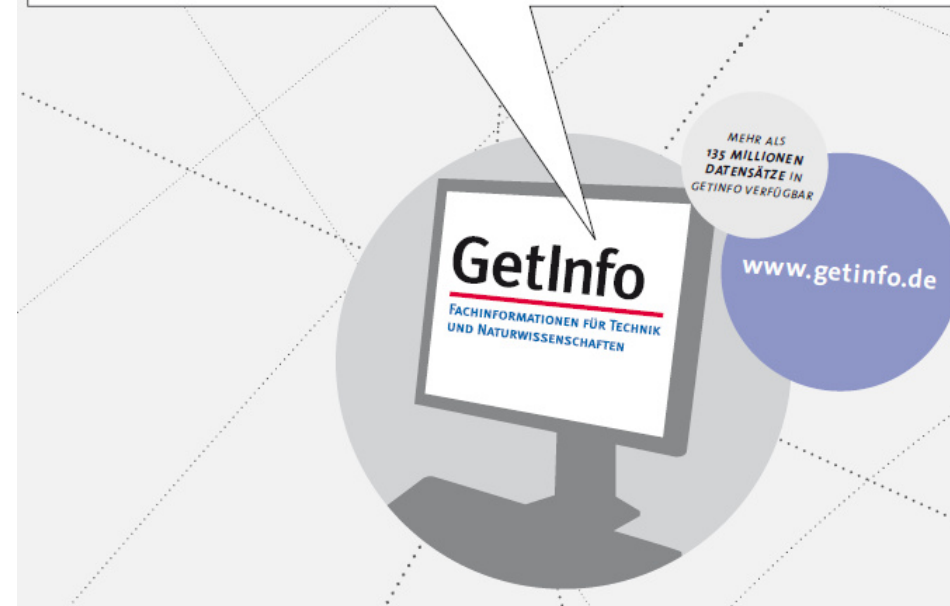 MEHR ALS
135 MILLIONEN
DATENSÄTZE IN
GETINFO VERFÜGBAR
www.getinfo.de
GetInfo
FACHINFORMATIONEN FÜR TECHNIK
UND NATURWISSENSCHAFTEN